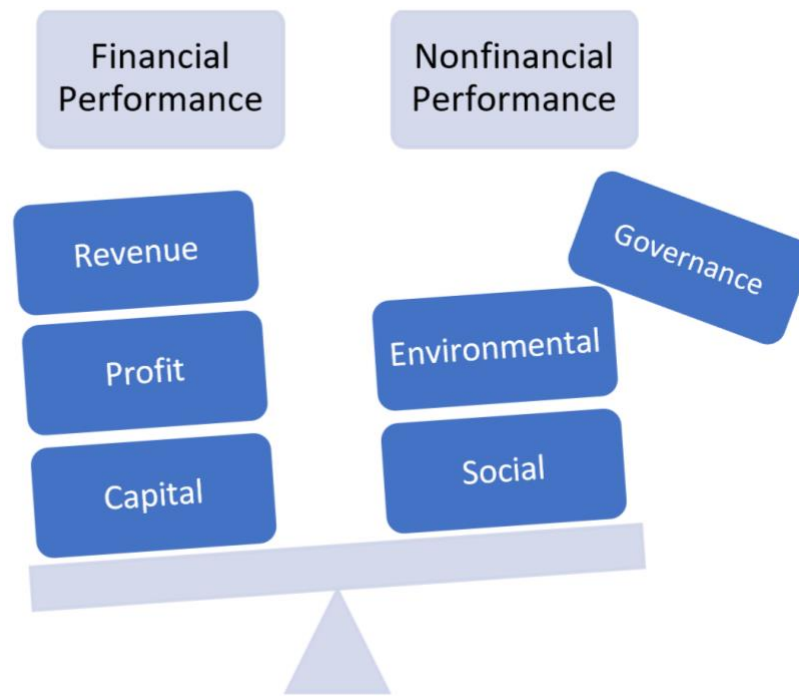 Financial
Performance
Nonfinancial
Performance
Revenue
Profit
Capital
Governance
Environmental
Social